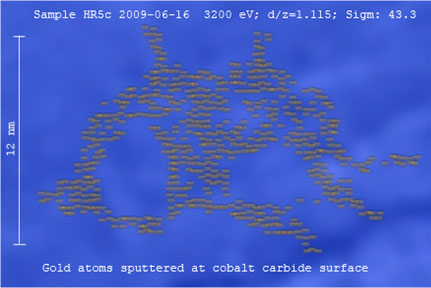 Sample HR5c 2009-06-16  3200 eV; d/z=1.115; Sigm: 43.3
12 nm
Gold atoms sputtered at cobalt carbide surface